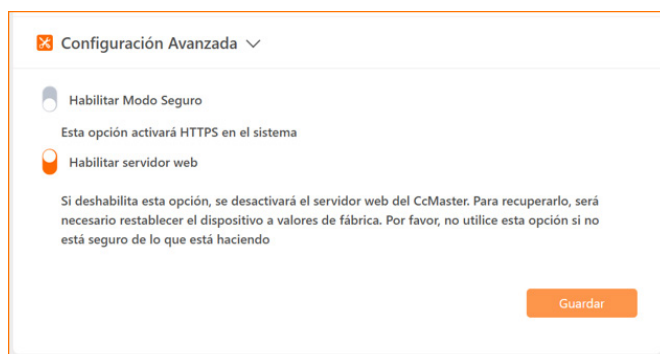 Configuración Avanzada
Habilitar Modo Seguro
Esta opción activará HTTPS en el sistema
Habilitar servidor web
Si deshabilita esta opción, se desactivará el servidor web del CcMaster. Para recuperarlo, será
necesario restablecer el dispositivo a valores de fábrica. Por favor, no utilice esta opción si no
está seguro de lo que está haciendo
Guardar